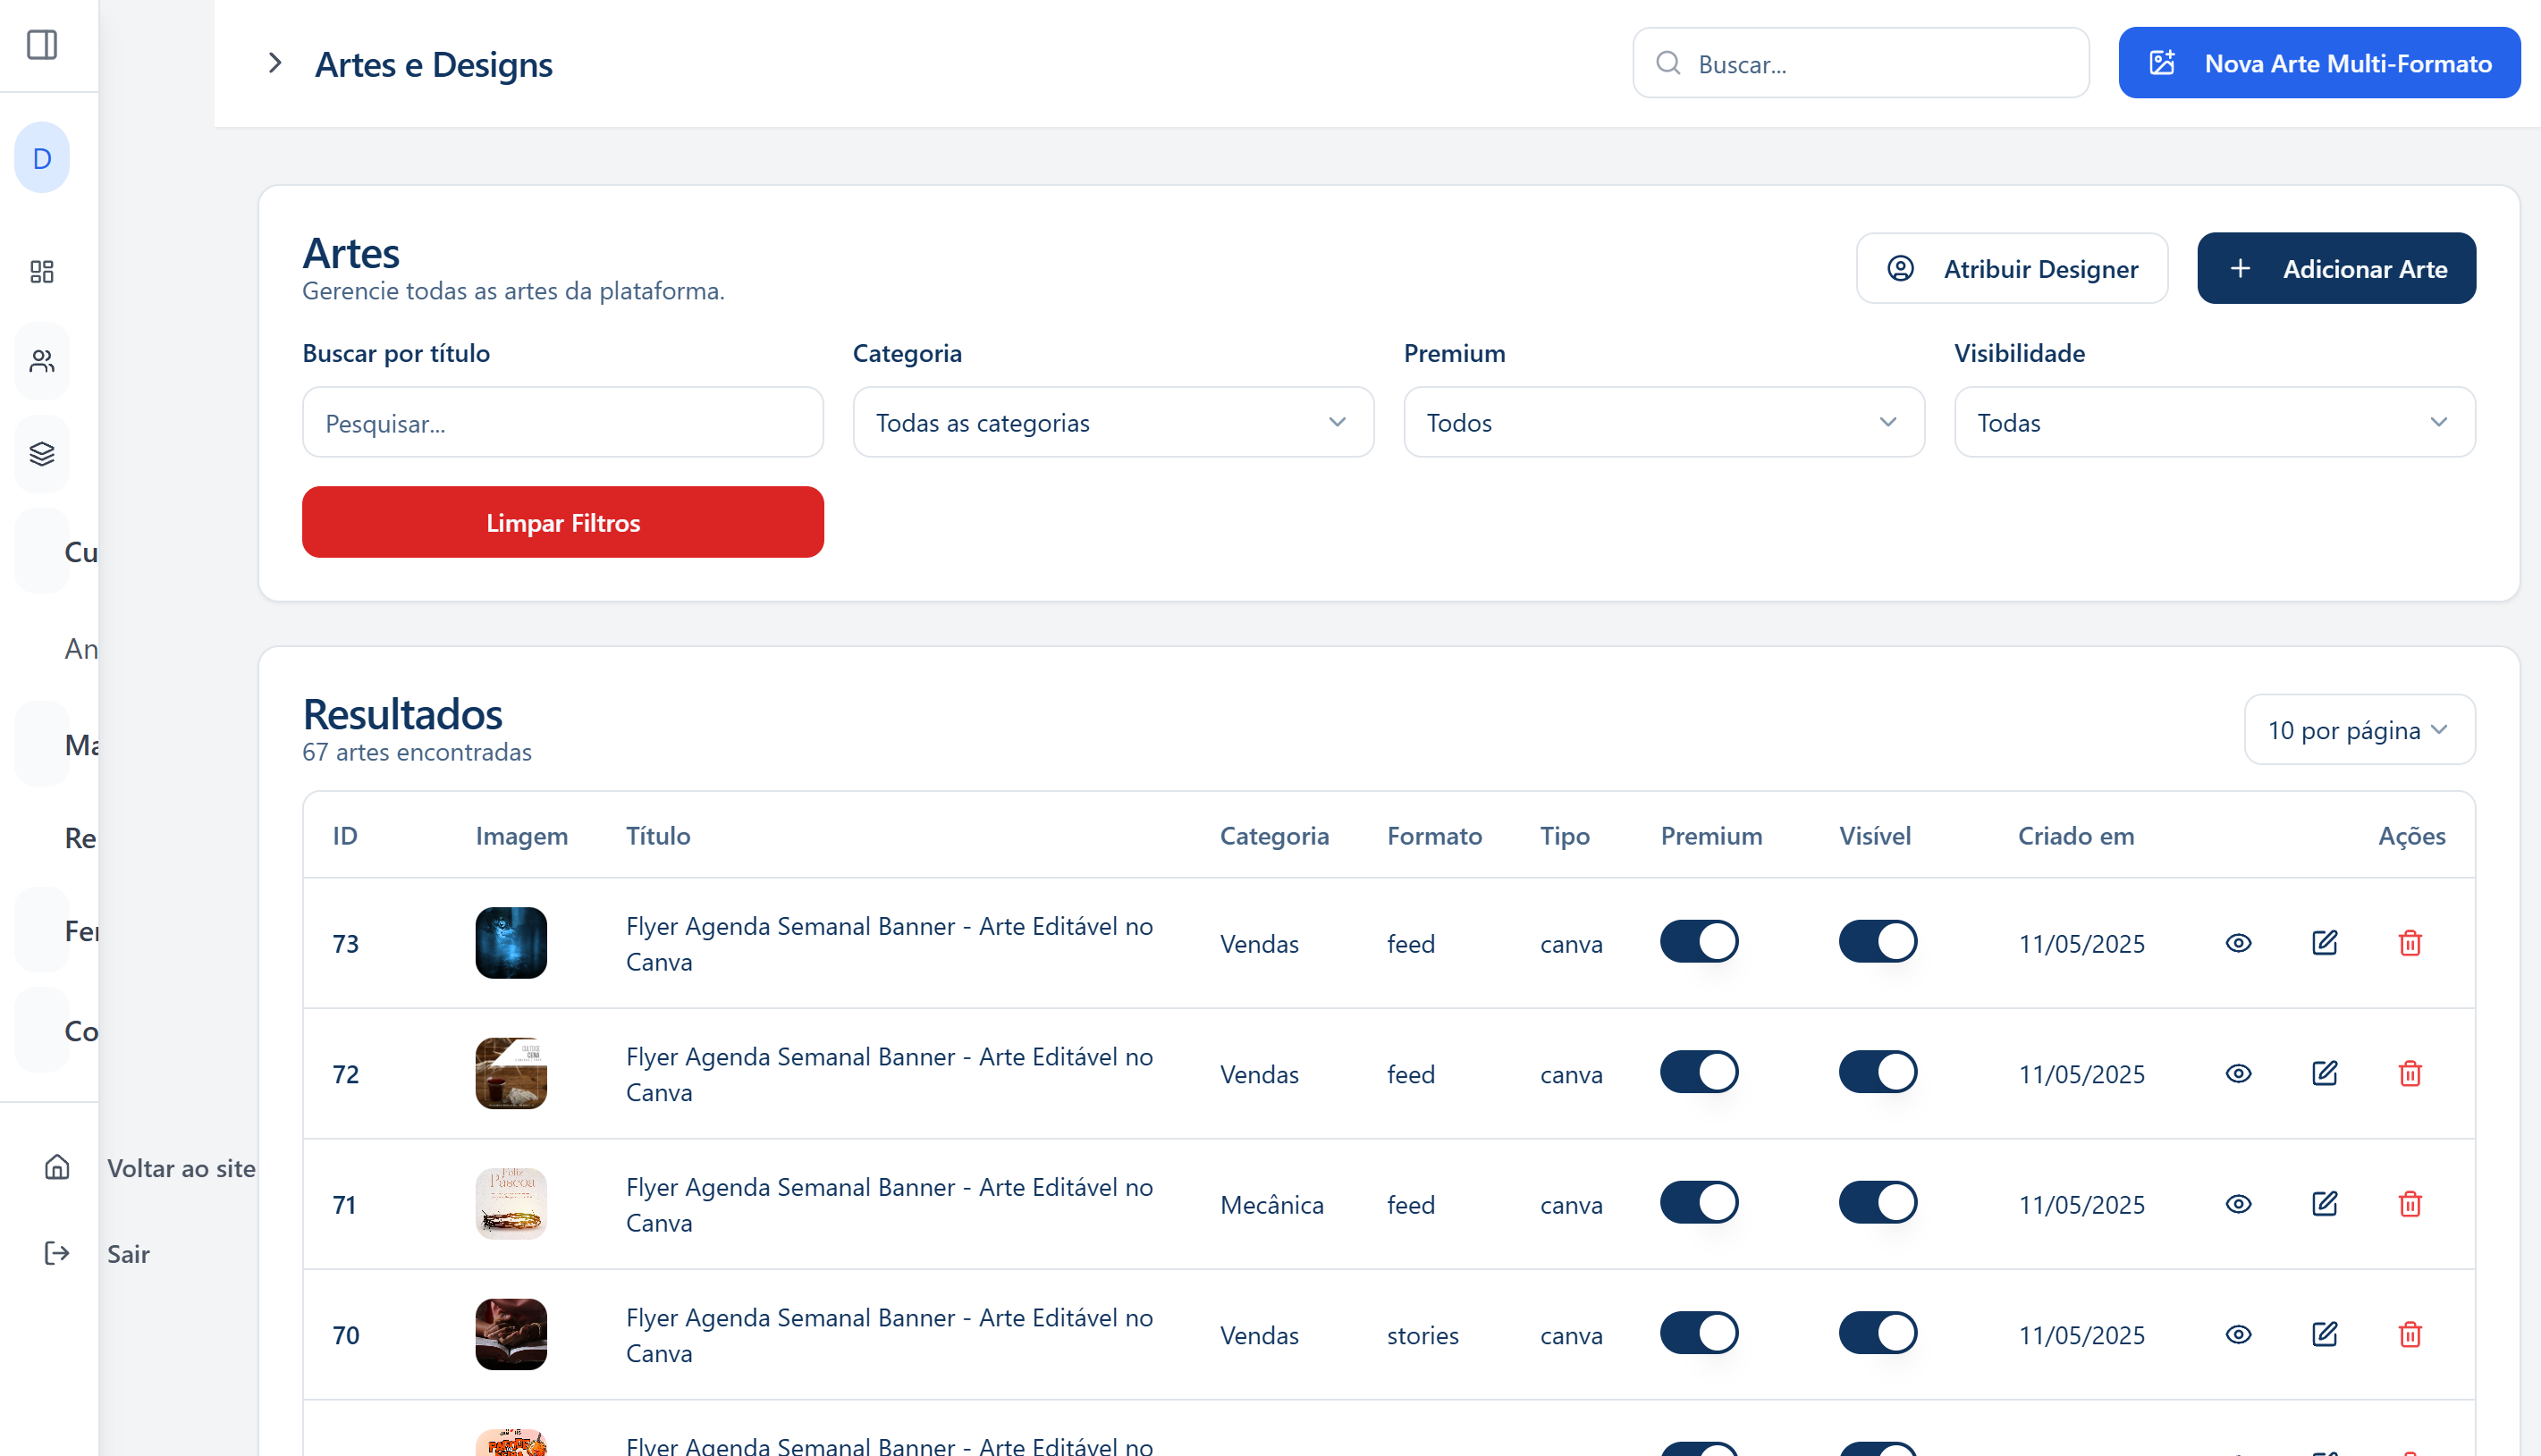 Artes e Designs
Buscar...
Nova Arte Multi-Formato
D
Cu
An
Ma
Re
Fer
Co
Voltar ao site
Sair
Artes
Gerencie todas as artes da plataforma.
Atribuir Designer
Adicionar Arte
Buscar por título
Categoria
Premium
Visibilidade
Pesquisar...
Todas as categorias
Todos
Todas
Limpar Filtros
Resultados
67 artes encontradas
10 por página
ID Imagem Título Categoria Formato Tipo Premium Visível Criado em Ações
73 Flyer Agenda Semanal Banner - Arte Editável no
Canva
Vendas feed canva 11/05/2025
72 Flyer Agenda Semanal Banner - Arte Editável no
Canva
Vendas feed canva 11/05/2025
71 Feliz
Páscoa
Flyer Agenda Semanal Banner - Arte Editável no
Canva
Mecânica feed canva 11/05/2025
70 Flyer Agenda Semanal Banner - Arte Editável no
Canva
Vendas stories canva 11/05/2025
Flyer Agenda Semanal Banner - Arte Editável no